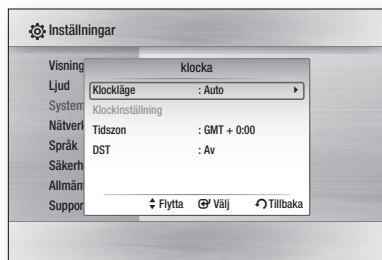 Inställningar
Visning
Ljud
System
Nätverk
Språk
Säkerh
Allmän
Suppor
klocka
Klockläge : Auto
Klockinställning
Tidszon : GMT + 0:00
DST : Av
Flytta Välj Tillbaka